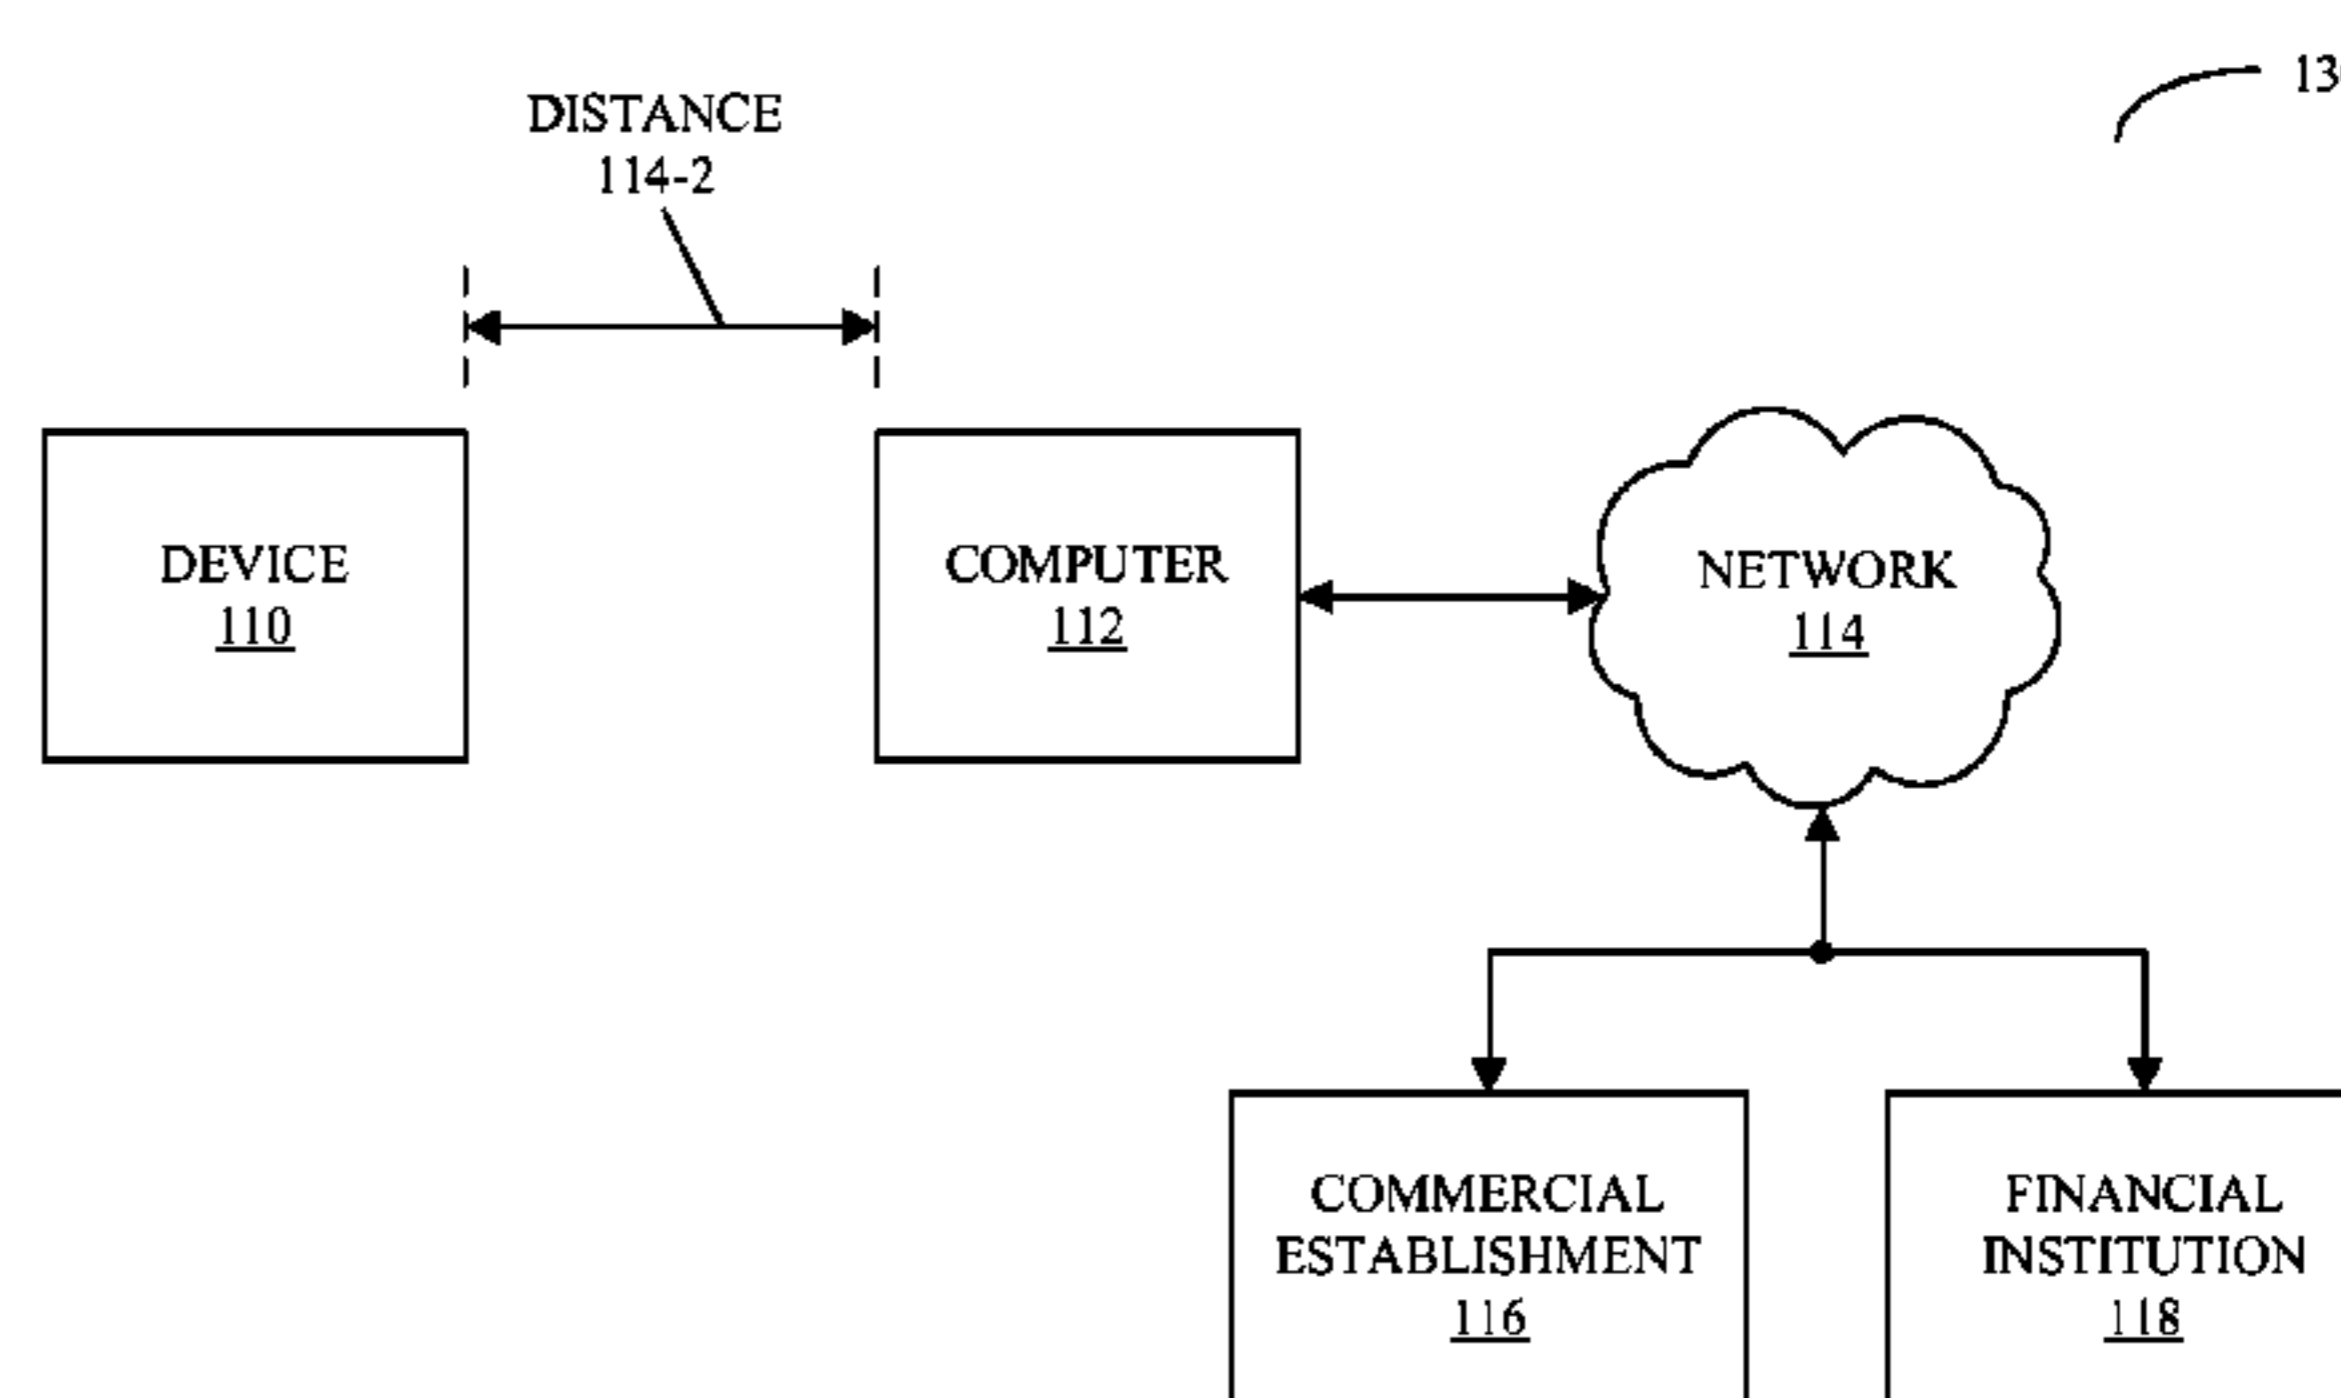 DISTANCE
114-2
DEVICE
110
COMPUTER
112
NETWORK
114
COMMERCIAL
ESTABLISHMENT
116
FINANCIAL
INSTITUTION
118